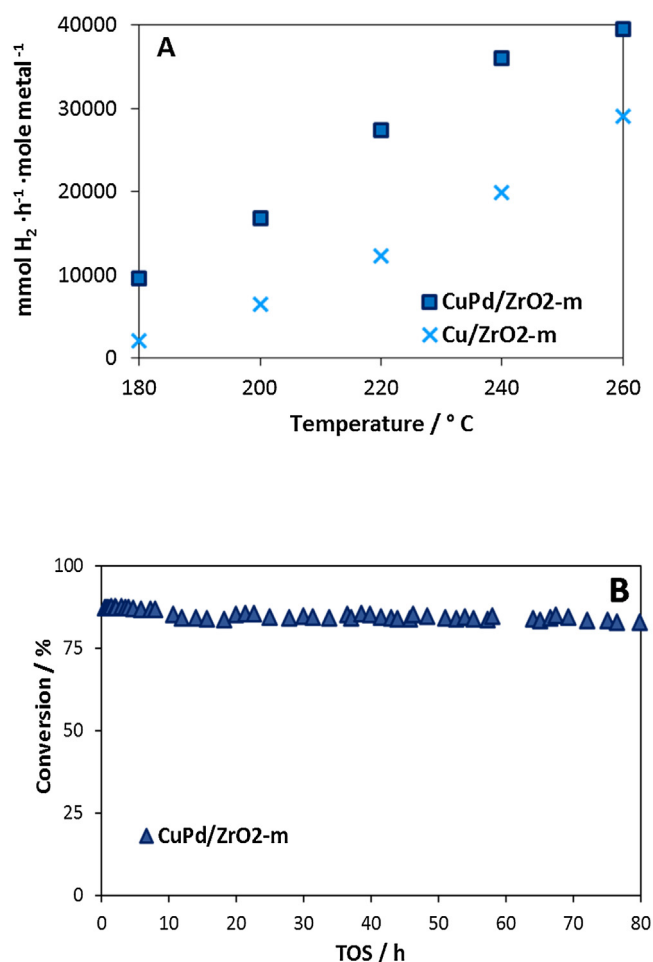 A
mmol H₂ ·h⁻¹·mole metal ⁻¹
40000
30000
20000
10000
0
CuPd/ZrO2-m
Cu/ZrO2-m
180 200 220 240 260
Temperature / ° C
B
Conversion / %
100
75
50
25
0
CuPd/ZrO2-m
0 10 20 30 40 50 60 70 80
TOS / h